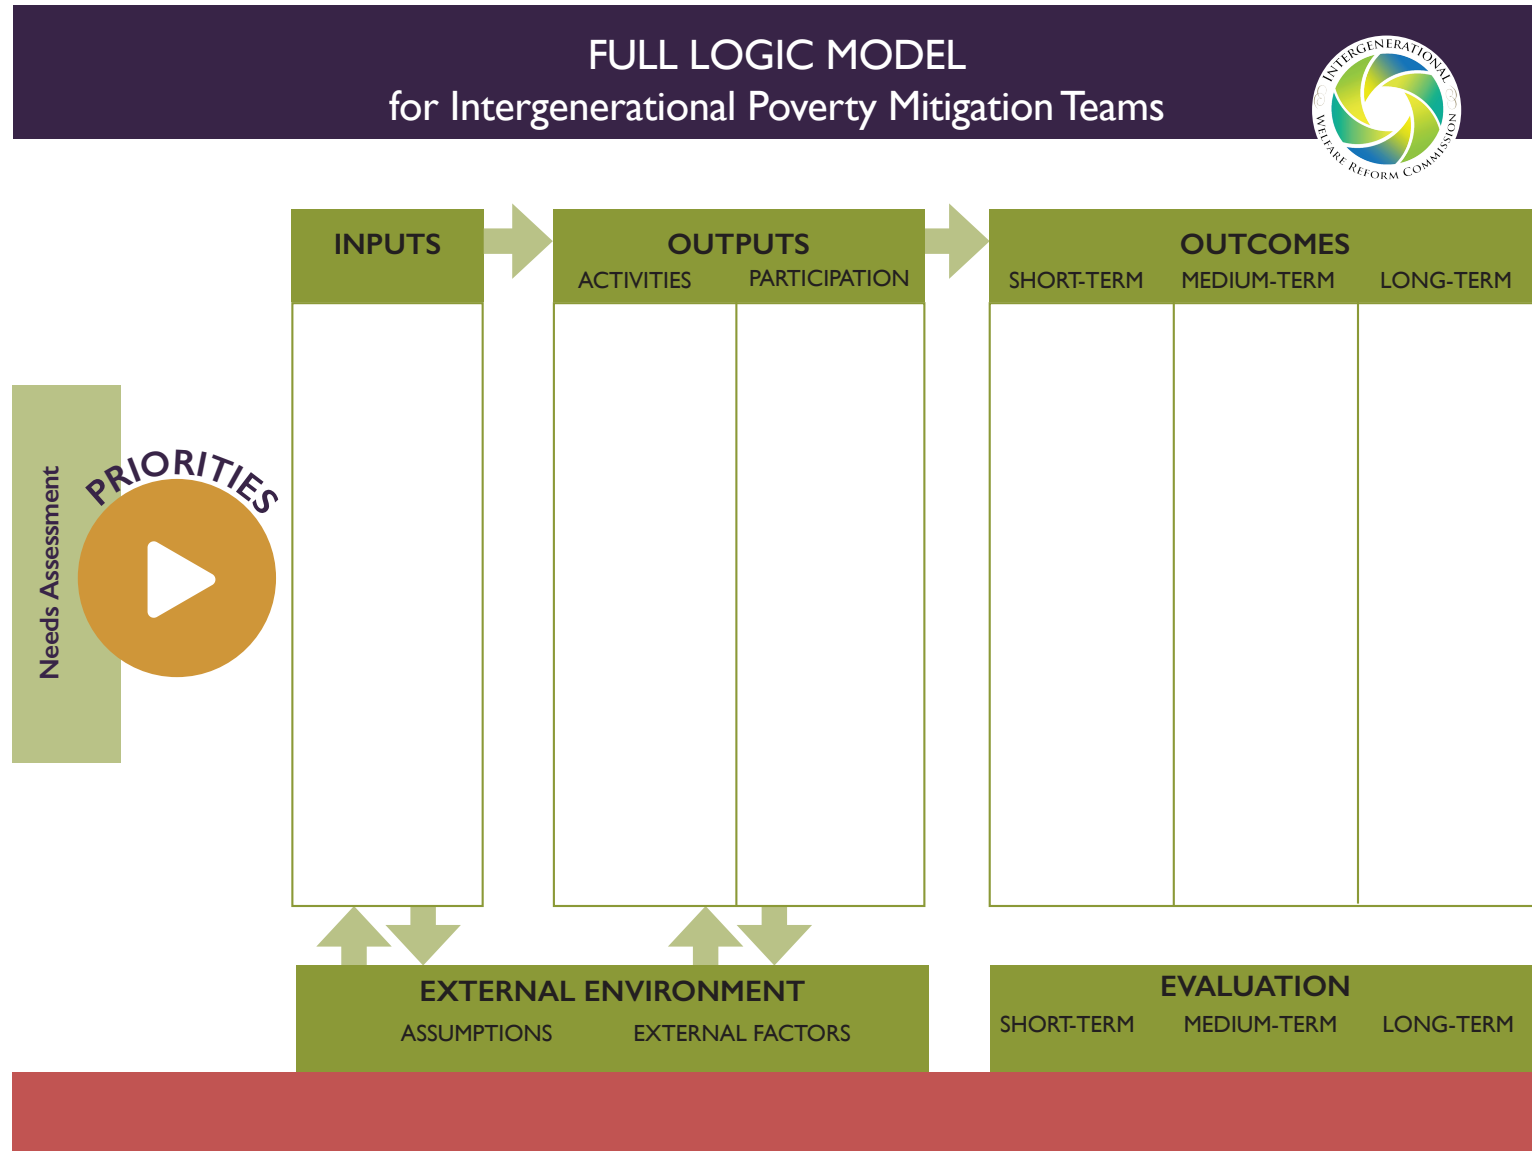 FULL LOGIC MODEL
for Intergenerational Poverty Mitigation Teams
INTERGENERATIONAL
WELFARE REFORM COMMISSION
INPUTS
OUTPUTS
ACTIVITIES PARTICIPATION
OUTCOMES
SHORT-TERM MEDIUM-TERM LONG-TERM
Needs Assessment
PRIORITIES
EXTERNAL ENVIRONMENT
ASSUMPTIONS EXTERNAL FACTORS
EVALUATION
SHORT-TERM MEDIUM-TERM LONG-TERM